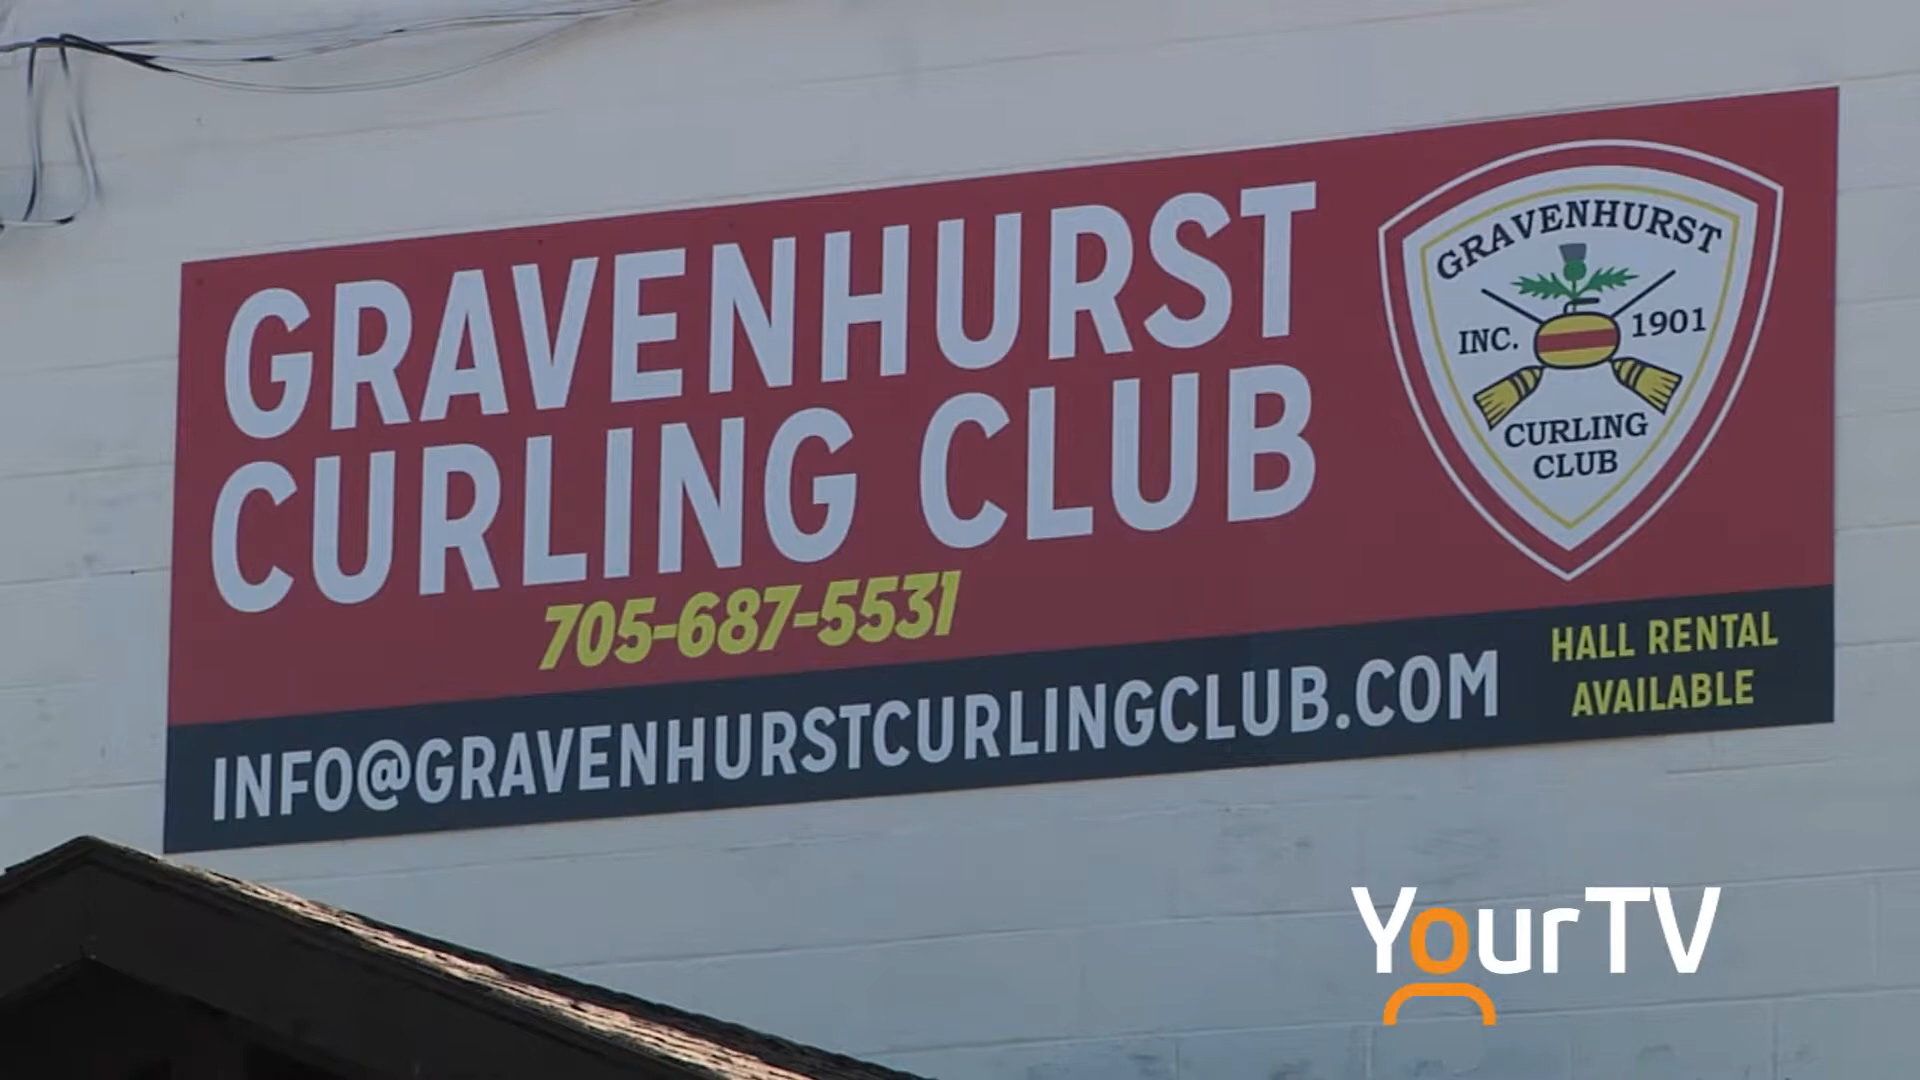 GRAVENHURST
CURLING CLUB
705-687-5531
INFO@GRAVENHURSTCURLINGCLUB.COM
HALL RENTAL
AVAILABLE
GRAVENHURST
INC. 1901
CURLING
CLUB
YourTV